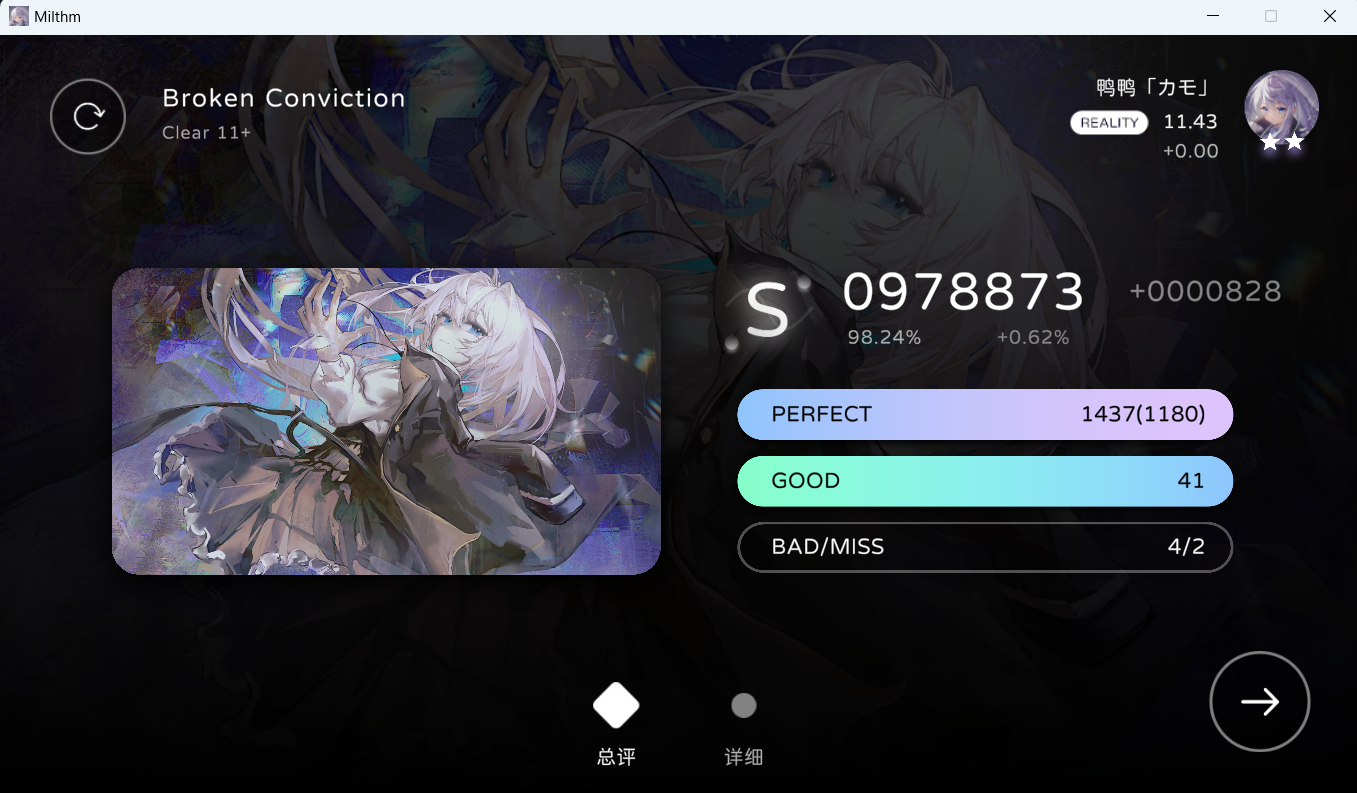 Milthm
Broken Conviction
Clear 11+
鸭鸭「カモ」
REALITY 11.43
+0.00
S 0978873 +0000828
98.24% +0.62%
PERFECT 1437(1180)
GOOD 41
BAD/MISS 4/2
总评 详细